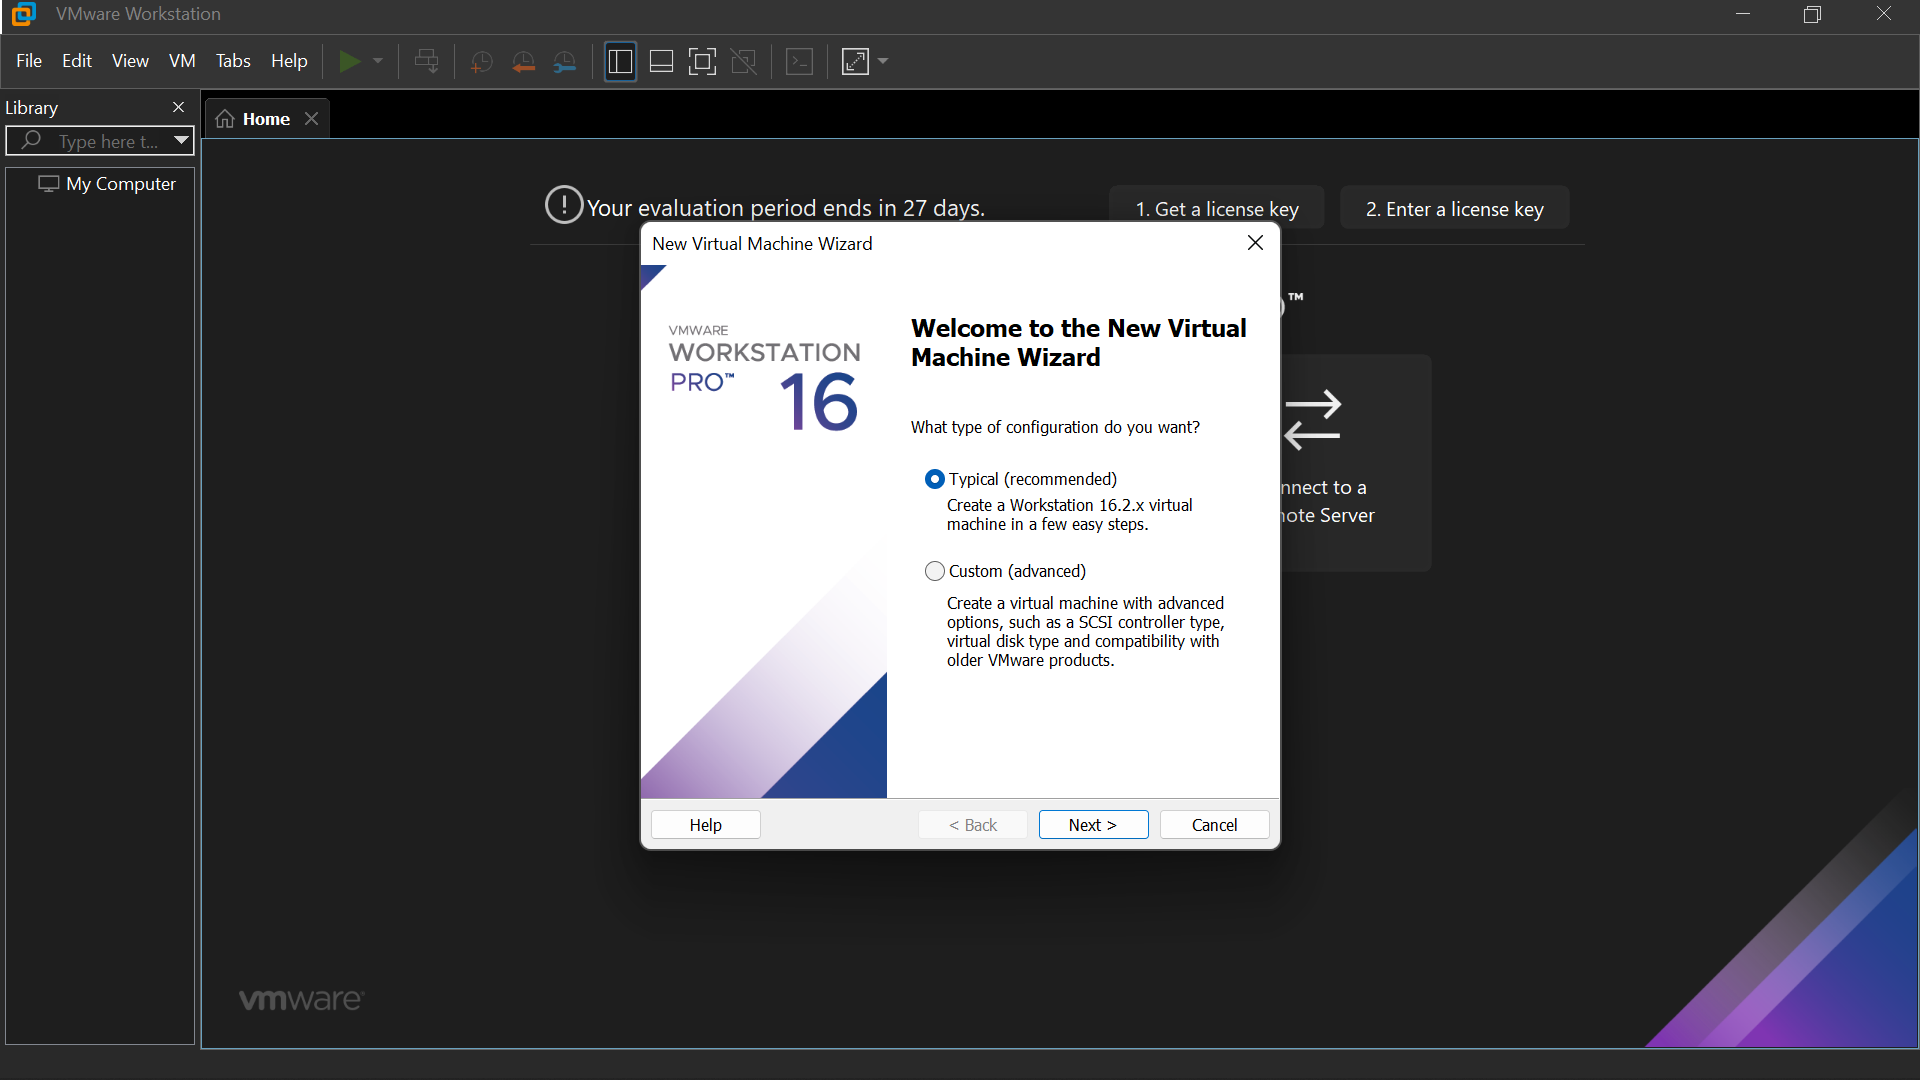 VMware Workstation
File Edit View VM Tabs Help
Library
Type here t...
My Computer
Home
Your evaluation period ends in 27 days.
1. Get a license key
2. Enter a license key
New Virtual Machine Wizard
VMWARE
WORKSTATION
PRO™
16
Welcome to the New Virtual
Machine Wizard
What type of configuration do you want?
Typical (recommended)
Create a Workstation 16.2.x virtual
machine in a few easy steps.
Custom (advanced)
Create a virtual machine with advanced
options, such as a SCSI controller type,
virtual disk type and compatibility with
older VMware products.
Help
< Back
Next >
Cancel
™
nnect to a
ote Server
vmware®